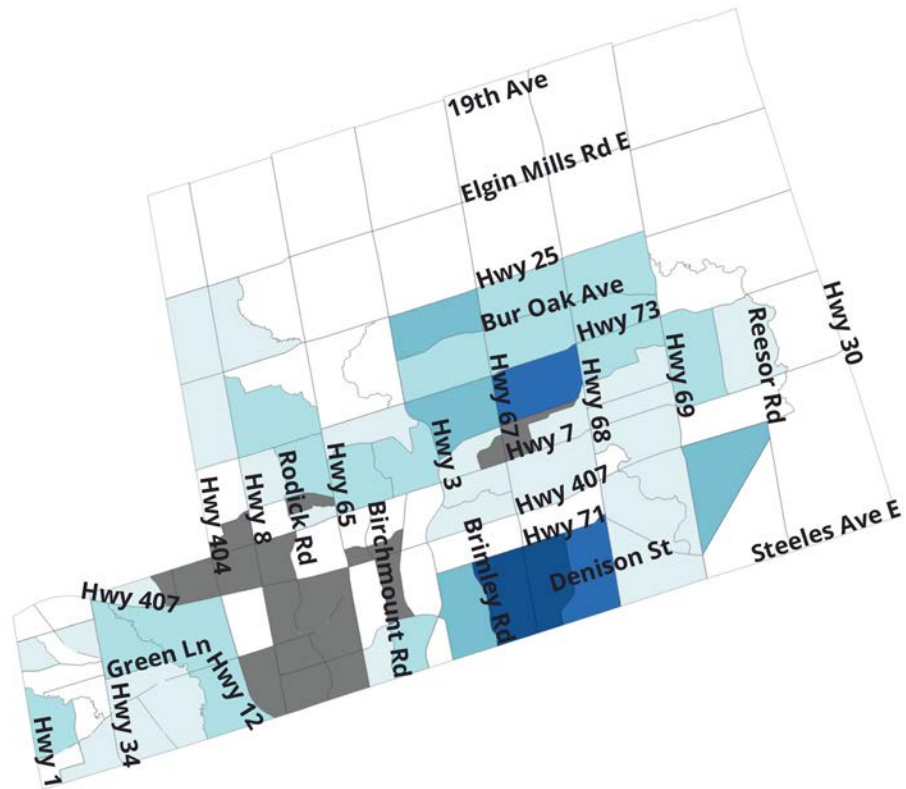 19th Ave
Elgin Mills Rd E
Hwy 25
Bur Oak Ave
Hwy 73
Hwy 30
Reesor Rd
Hwy 67
Hwy 68
Hwy 69
Hwy 7
Hwy 3
Hwy 65
Rodick Rd
Hwy 8
Hwy 404
Birchmount Rd
Hwy 407
Hwy 71
Brimley Rd
Denison St
Steeles Ave E
Hwy 407
Green Ln
Hwy 12
Hwy 34
Hwy 1